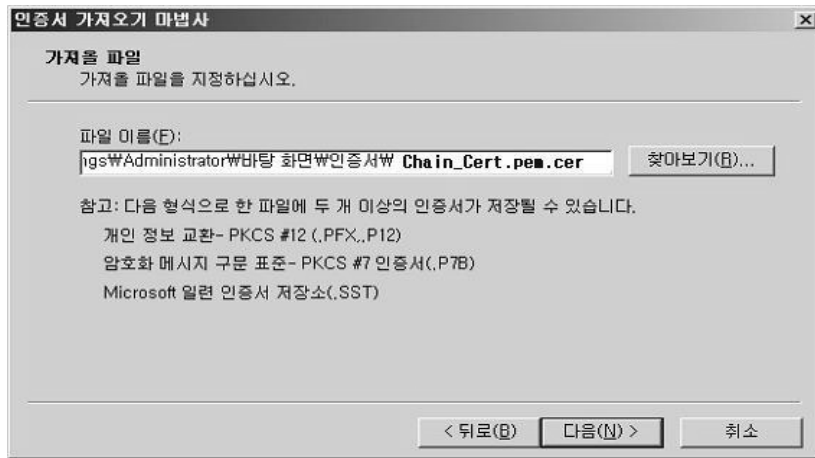 인증서 가져오기 마법사
가져올 파일
가져올 파일을 지정하십시오.
파일 이름(F):
ngs₩Administrator₩바탕 화면₩인증서₩ Chain_Cert.pem.cer
찾아보기(R)...
참고: 다음 형식으로 한 파일에 두 개 이상의 인증서가 저장될 수 있습니다.
개인 정보 교환- PKCS #12 (.PFX,.P12)
암호화 메시지 구문 표준- PKCS #7 인증서(.P7B)
Microsoft 일련 인증서 저장소(.SST)
< 뒤로(B)
다음(N) >
취소